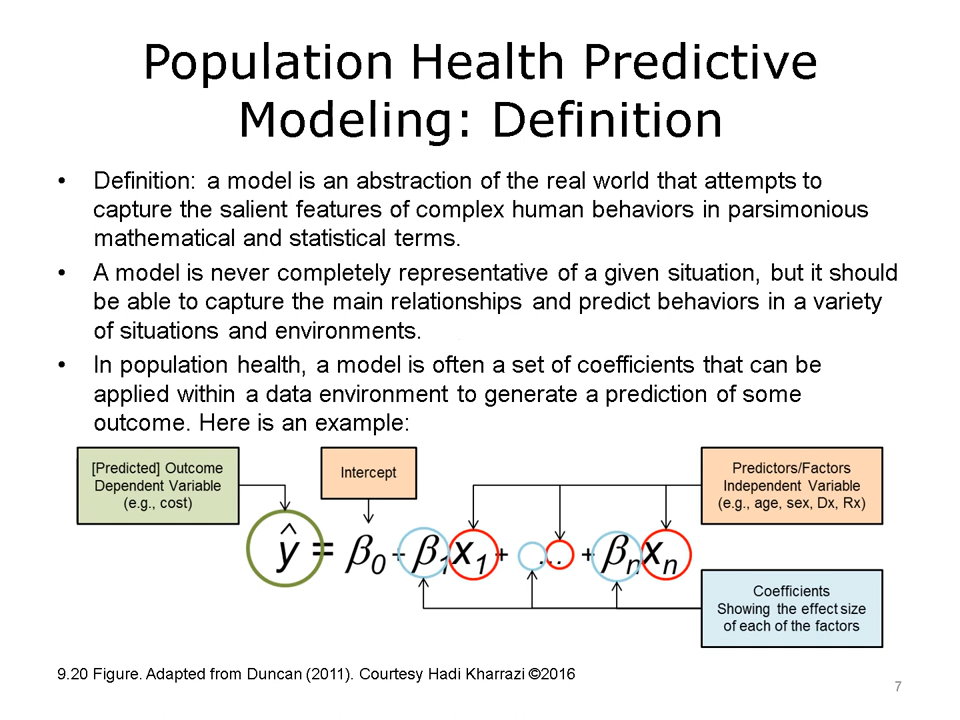 Population Health Predictive
Modeling: Definition
• Definition: a model is an abstraction of the real world that attempts to
capture the salient features of complex human behaviors in parsimonious
mathematical and statistical terms.
• A model is never completely representative of a given situation, but it should
be able to capture the main relationships and predict behaviors in a variety
of situations and environments.
• In population health, a model is often a set of coefficients that can be
applied within a data environment to generate a prediction of some
outcome. Here is an example:
[Predicted] Outcome
Dependent Variable
(e.g., cost)
Intercept
Predictors/Factors
Independent Variable
(e.g., age, sex, Dx, Rx)
ŷ = β0 - β1x1 + ... + βnxn
Coefficients
Showing the effect size
of each of the factors
9.20 Figure. Adapted from Duncan (2011). Courtesy Hadi Kharrazi ©2016
7